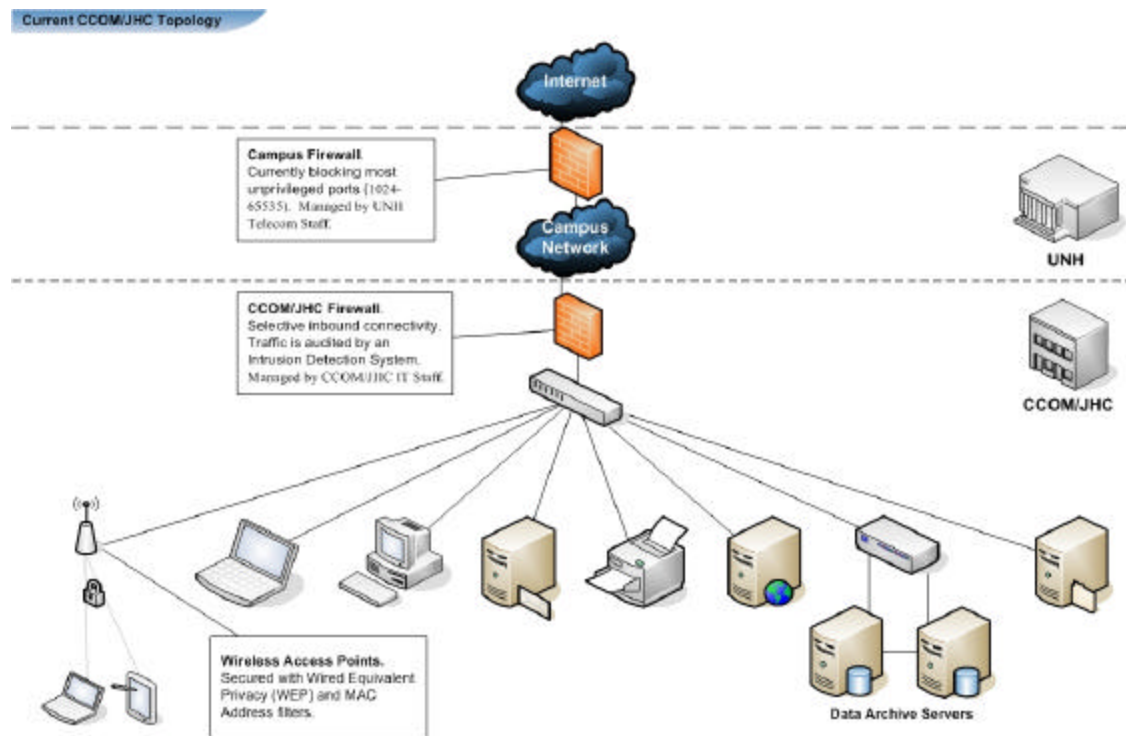 Current CCOM/JHC Topology
Internet
Campus Firewall.
Currently blocking most
unprivileged ports (1024-
65535). Managed by UNH
Telecom Staff.
Campus
Network
UNH
CCOM/JHC Firewall.
Selective inbound connectivity.
Traffic is audited by an
Intrusion Detection System.
Managed by CCOM/JHC IT Staff.
CCOM/JHC
Wireless Access Points.
Secured with Wired Equivalent
Privacy (WEP) and MAC
Address filters.
Data Archive Servers